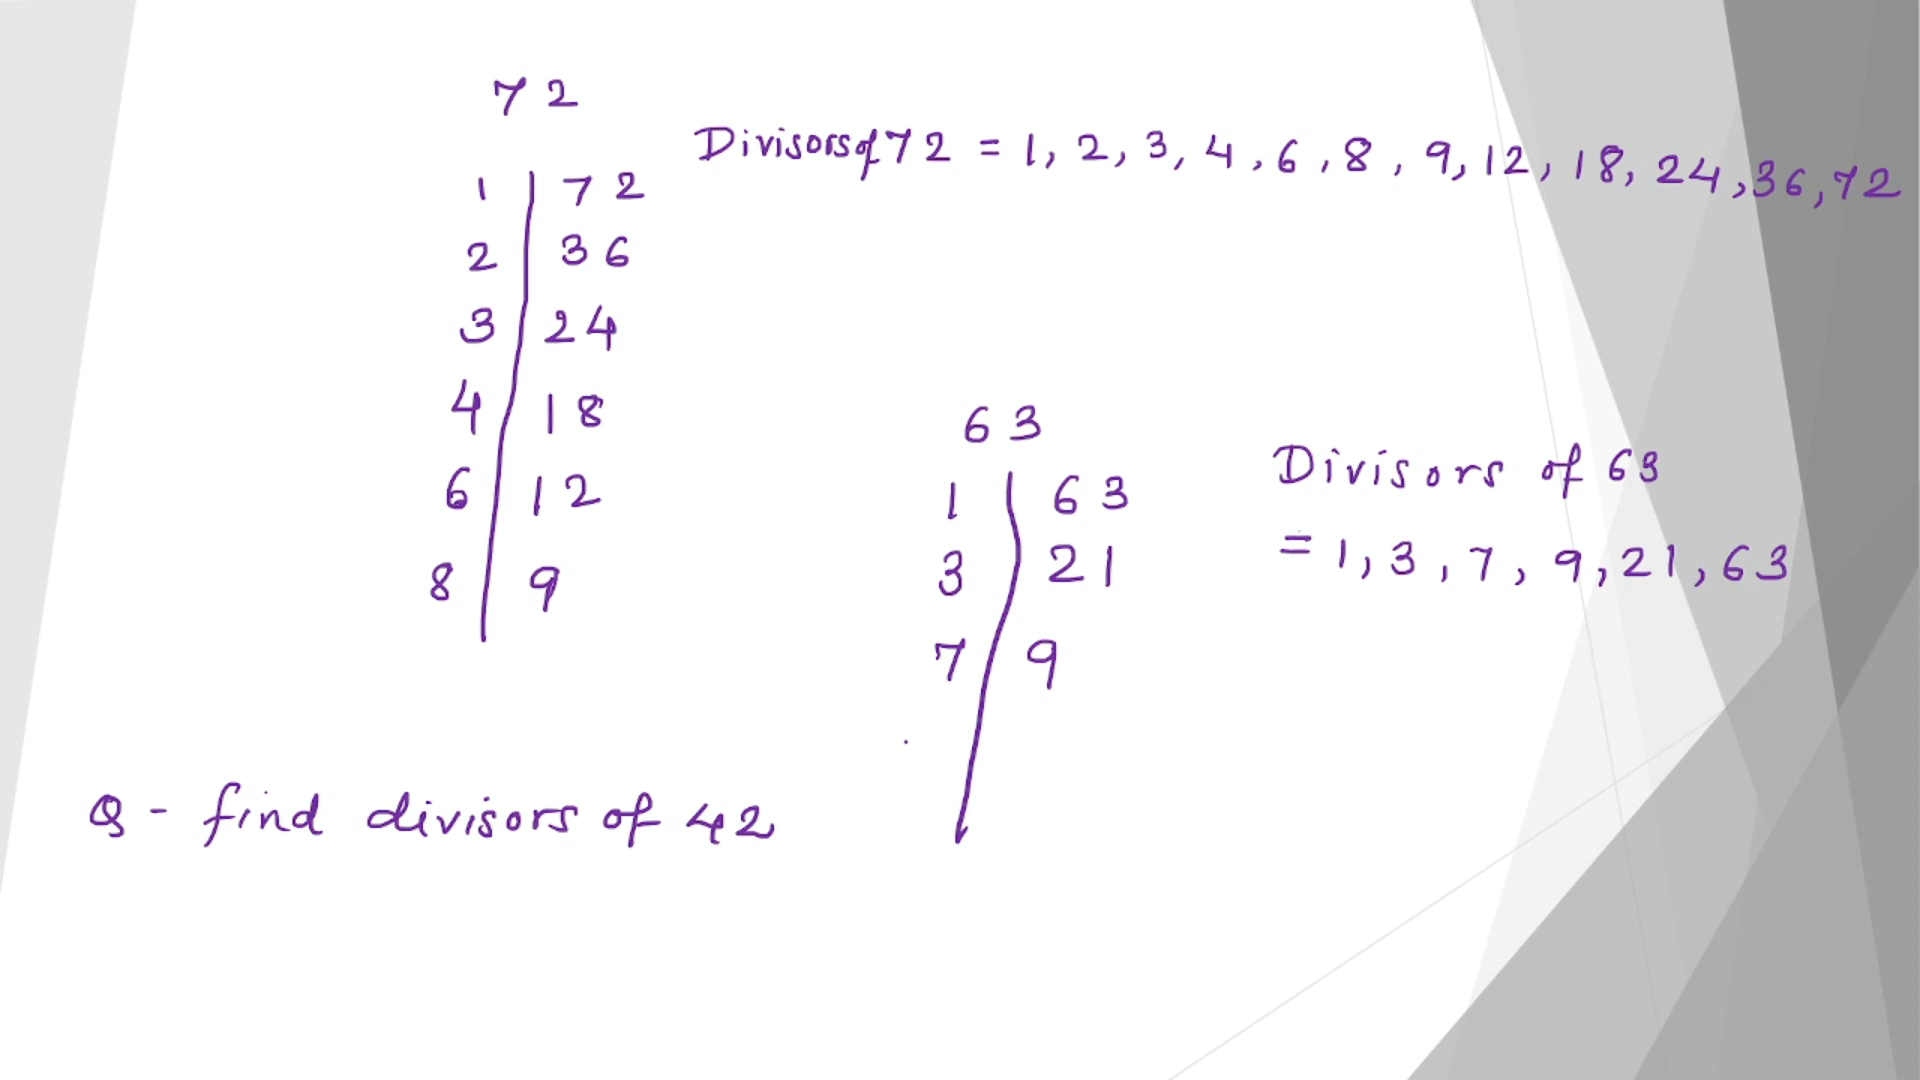 72
Divisors of 72 = 1, 2, 3, 4, 6, 8, 9, 12, 18, 24, 36, 72
1 | 72
2 | 36
3 | 24
4 | 18
6 | 12
8 | 9
63
1 | 63
3 | 21
7 | 9
Divisors of 63
= 1, 3, 7, 9, 21, 63
Q - find divisors of 42